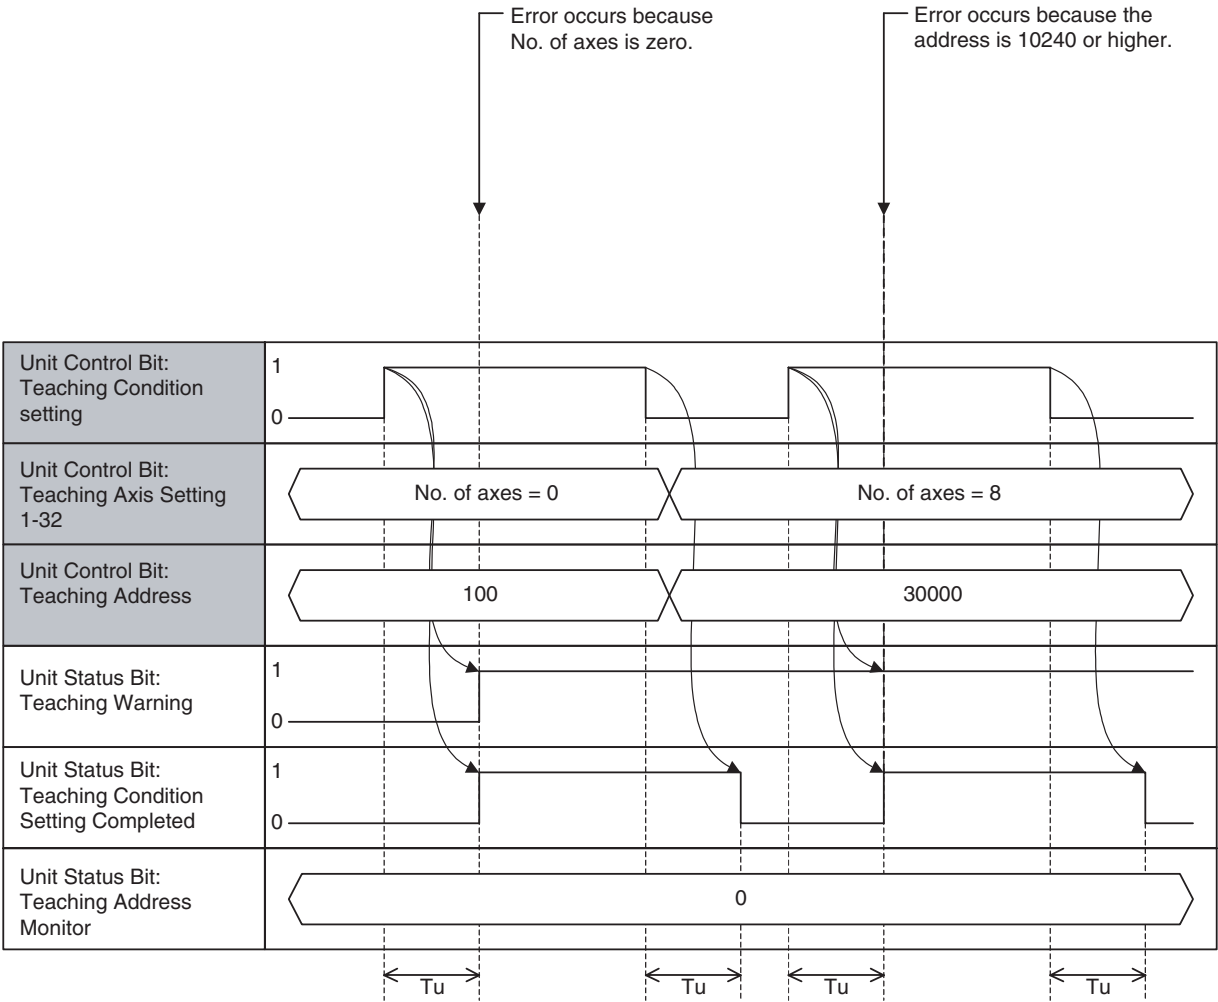 Error occurs because
No. of axes is zero.
Error occurs because the
address is 10240 or higher.
Unit Control Bit:
Teaching Condition
setting
1
0
Unit Control Bit:
Teaching Axis Setting
1-32
No. of axes = 0
No. of axes = 8
Unit Control Bit:
Teaching Address
100
30000
Unit Status Bit:
Teaching Warning
1
0
Unit Status Bit:
Teaching Condition
Setting Completed
1
0
Unit Status Bit:
Teaching Address
Monitor
0
Tu
Tu
Tu
Tu